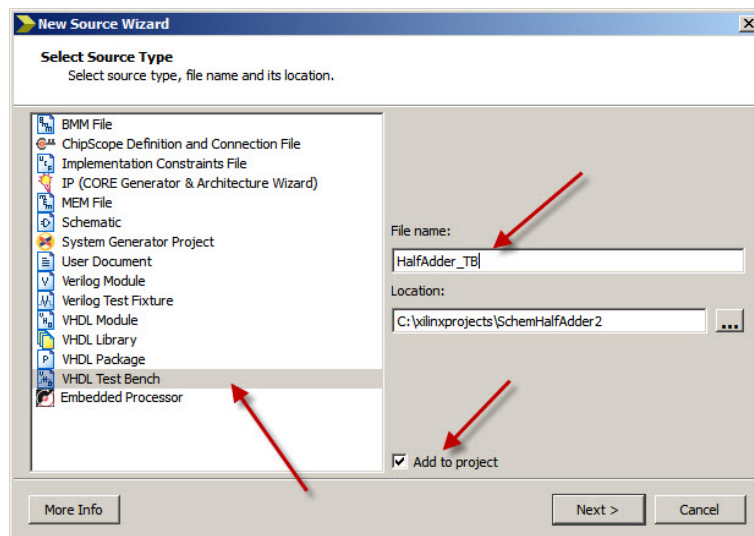 New Source Wizard
Select Source Type
Select source type, file name and its location.
BMM File
ChipScope Definition and Connection File
Implementation Constraints File
IP (CORE Generator & Architecture Wizard)
MEM File
Schematic
System Generator Project
User Document
Verilog Module
Verilog Test Fixture
VHDL Module
VHDL Library
VHDL Package
VHDL Test Bench
Embedded Processor
File name:
HalfAdder_TB
Location:
C:\xilinxprojects\SchemHalfAdder2
...
Add to project
More Info
Next >
Cancel